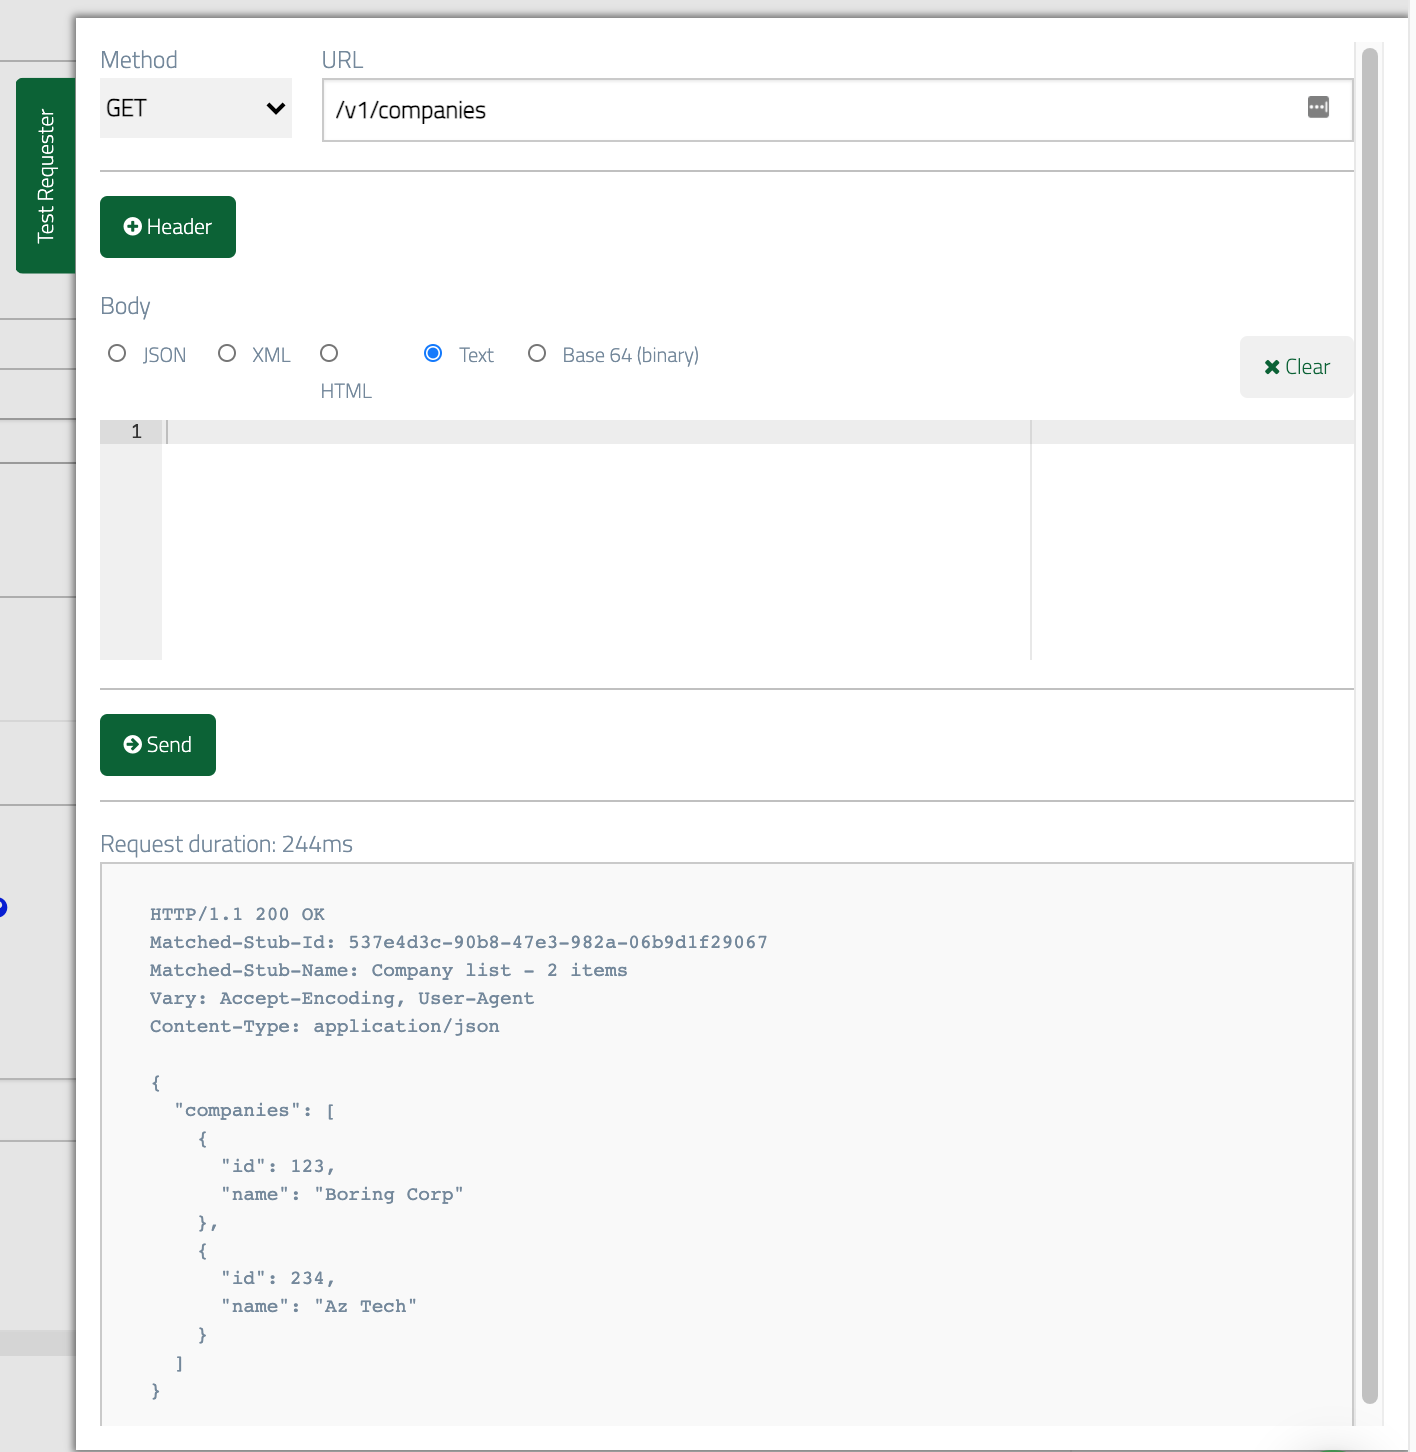 Test Requester
Method
URL
GET
/v1/companies
Header
Body
JSON
XML
HTML
Text
Base 64 (binary)
Clear
1
Send
Request duration: 244ms
HTTP/1.1 200 OK
Matched-Stub-Id: 537e4d3c-90b8-47e3-982a-06b9d1f29067
Matched-Stub-Name: Company list - 2 items
Vary: Accept-Encoding, User-Agent
Content-Type: application/json
{
  "companies": [
    {
      "id": 123,
      "name": "Boring Corp"
    },
    {
      "id": 234,
      "name": "Az Tech"
    }
  ]
}